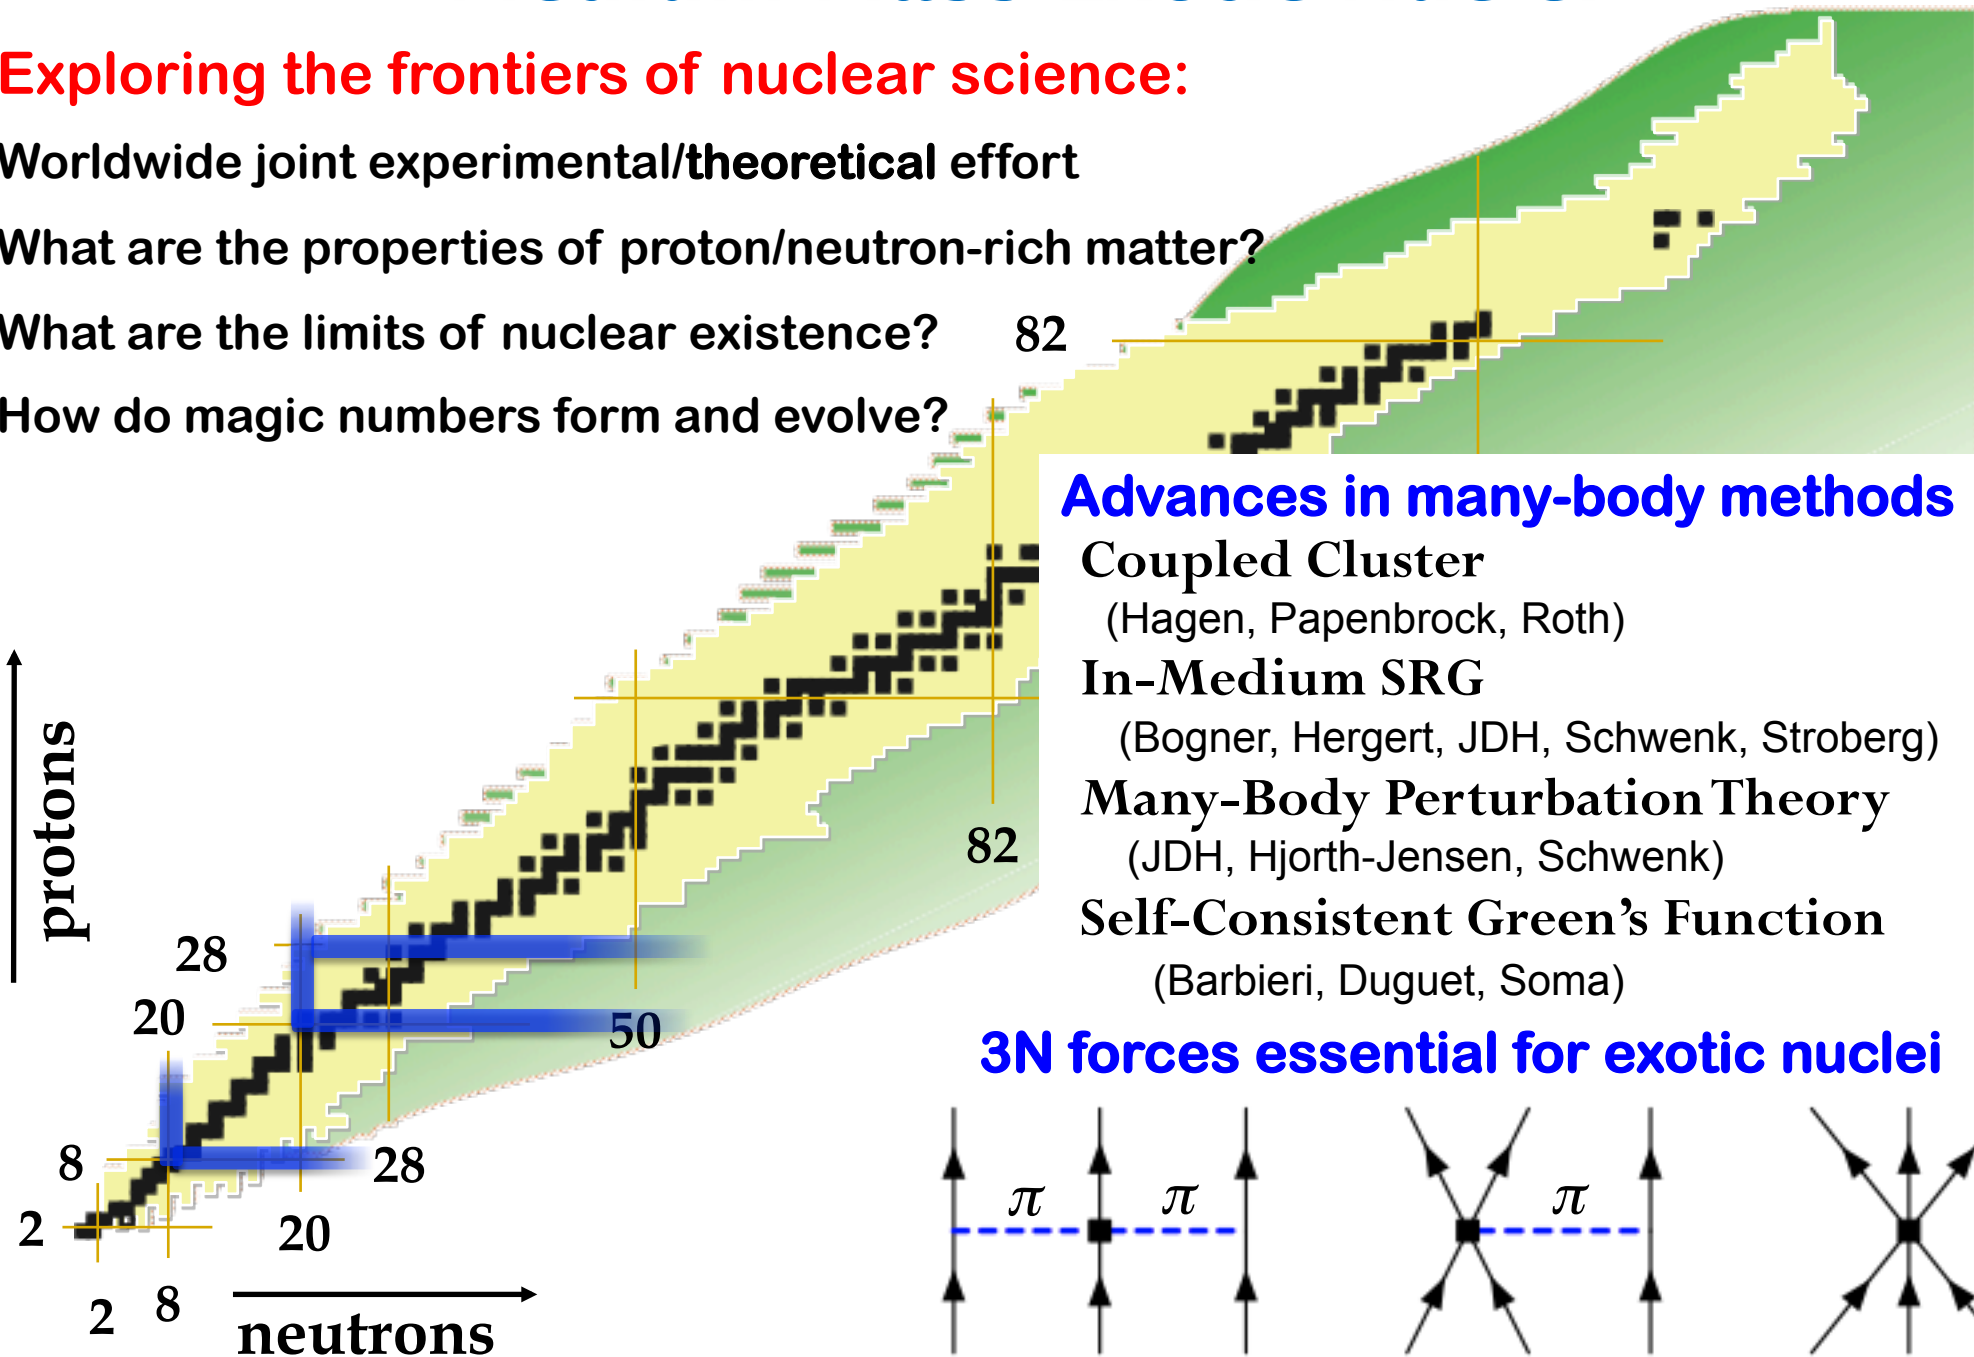 Exploring the frontiers of nuclear science:
Worldwide joint experimental/theoretical effort
What are the properties of proton/neutron-rich matter?
What are the limits of nuclear existence?
How do magic numbers form and evolve?
82
Advances in many-body methods
Coupled Cluster
(Hagen, Papenbrock, Roth)
In-Medium SRG
(Bogner, Hergert, JDH, Schwenk, Stroberg)
Many-Body Perturbation Theory
(JDH, Hjorth-Jensen, Schwenk)
Self-Consistent Green's Function
(Barbieri, Duguet, Soma)
3N forces essential for exotic nuclei
π π π
protons
82
28
20
50
8
28
2
20
2 8
neutrons